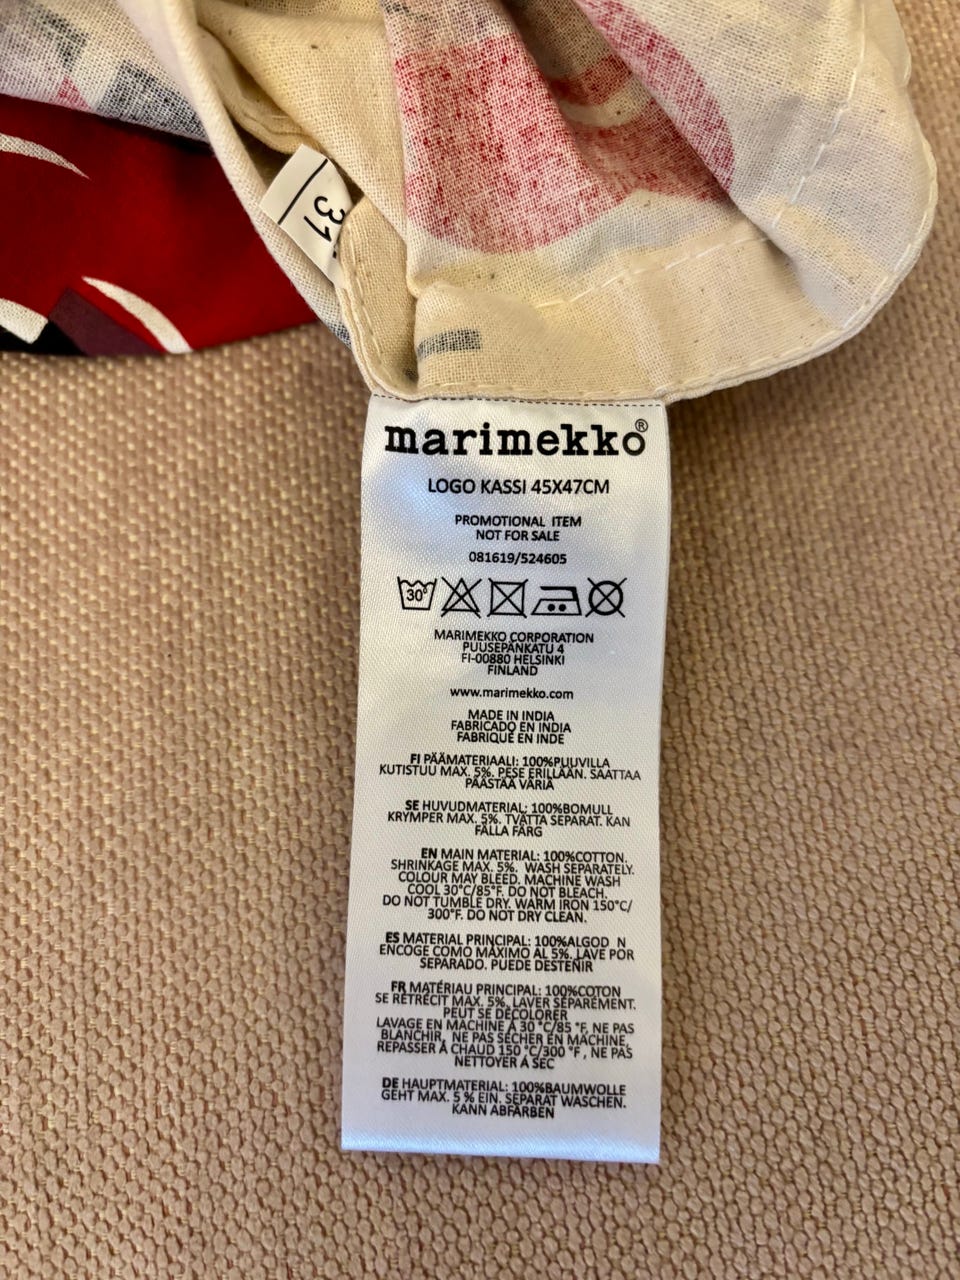 31
marimekko®
LOGO KASSI 45X47CM
PROMOTIONAL ITEM
NOT FOR SALE
081619/524605
30°
MARIMEKKO CORPORATION
PUUSEPÄNKATU 4
FI-00880 HELSINKI
FINLAND
www.marimekko.com
MADE IN INDIA
FABRICADO EN INDIA
FABRIQUÉ EN INDE
FI PÄÄMATERIAALI: 100%PUUVILLA
KUTISTUU MAX. 5%. PESE ERILLÄÄN. SAATTAA
PÄÄSTÄÄ VÄRIÄ
SE HUVUDMATERIAL: 100%BOMULL
KRYMPER MAX. 5%. TVÄTTA SEPARAT. KAN
FÄLLA FÄRG
EN MAIN MATERIAL: 100%COTTON.
SHRINKAGE MAX. 5%. WASH SEPARATELY.
COLOUR MAY BLEED. MACHINE WASH
COOL 30°C/85°F. DO NOT BLEACH.
DO NOT TUMBLE DRY. WARM IRON 150°C/
300°F. DO NOT DRY CLEAN.
ES MATERIAL PRINCIPAL: 100%ALGOD N
ENCOGE COMO MÁXIMO AL 5%. LAVE POR
SEPARADO. PUEDE DESTEÑIR
FR MATÉRIAU PRINCIPAL: 100%COTON
SE RÉTRÉCIT MAX. 5%. LAVER SÉPARÉMENT.
PEUT SE DÉCOLORER
LAVAGE EN MACHINE À 30 °C/85 °F, NE PAS
BLANCHIR, NE PAS SÉCHER EN MACHINE,
REPASSER À CHAUD 150 °C/300 °F , NE PAS
NETTOYER À SEC
DE HAUPTMATERIAL: 100%BAUMWOLLE
GEHT MAX. 5 % EIN. SEPARAT WASCHEN.
KANN ABFÄRBEN